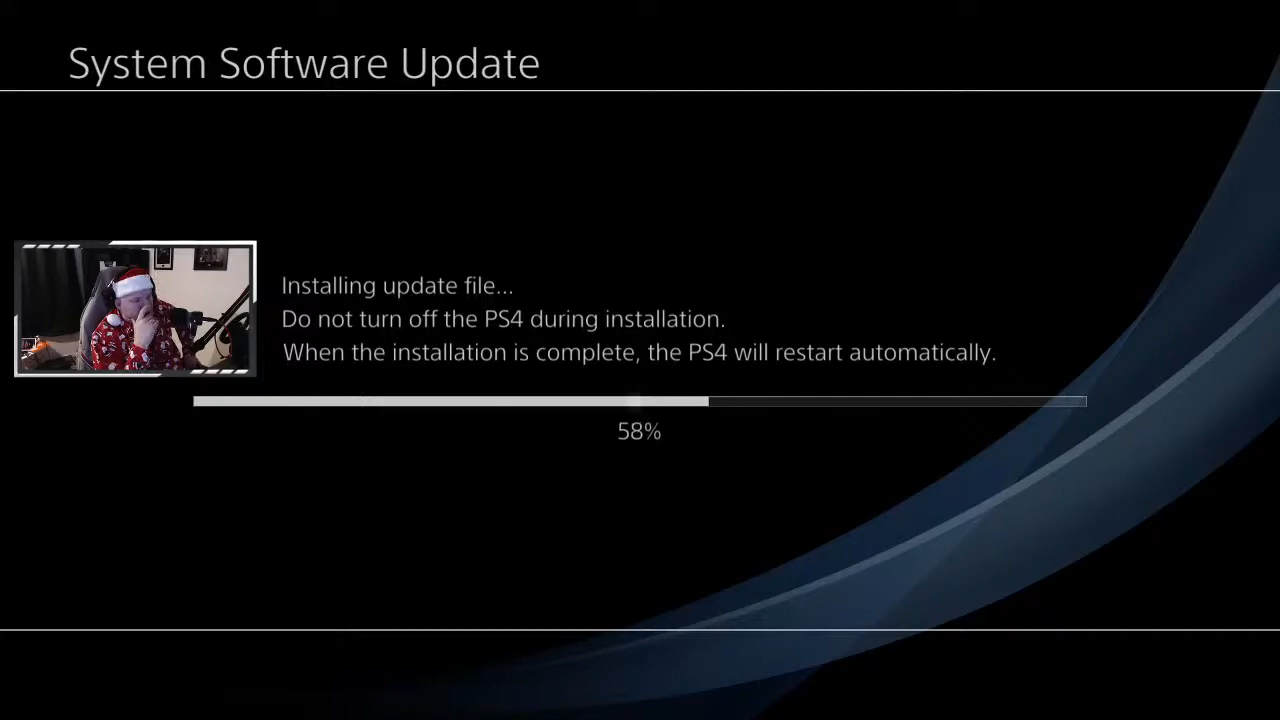 System Software Update
Installing update file...
Do not turn off the PS4 during installation.
When the installation is complete, the PS4 will restart automatically.
58%